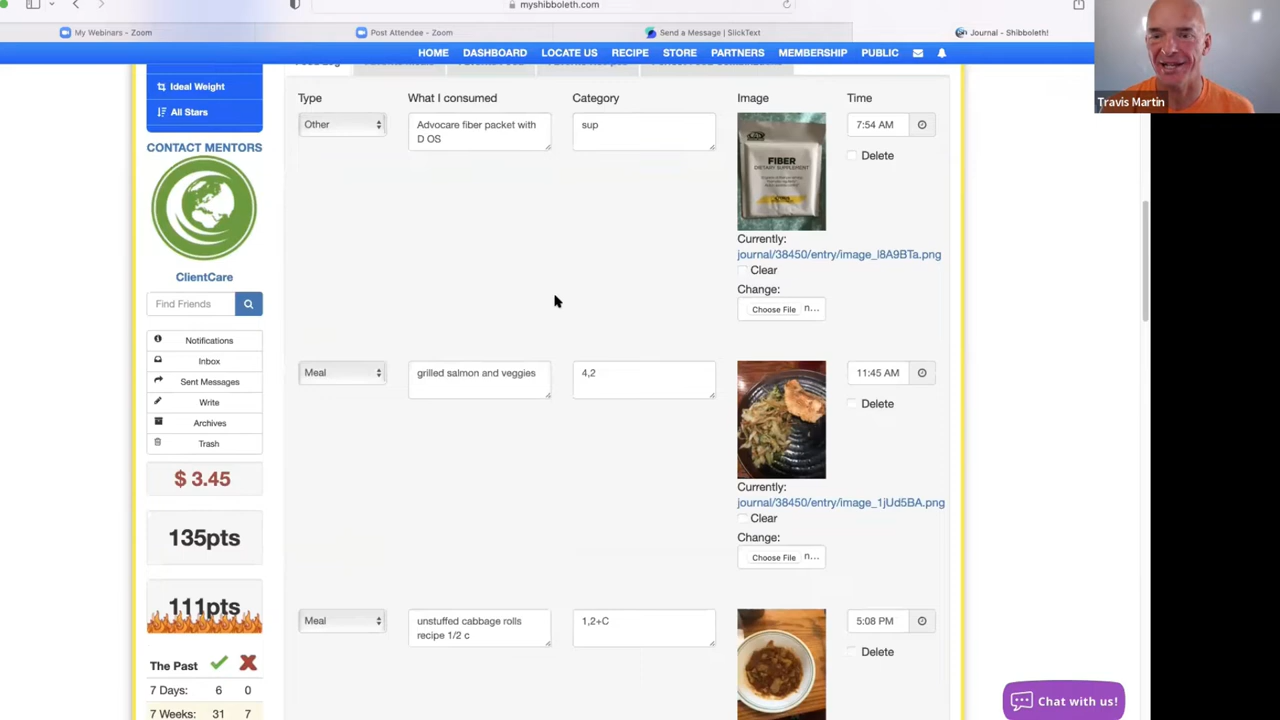 myshibboleth.com
My Webinars - Zoom
Post Attendee - Zoom
Send a Message | SlickText
Journal - Shibboleth!
HOME DASHBOARD LOCATE US RECIPE STORE PARTNERS MEMBERSHIP PUBLIC
Travis Martin
Ideal Weight
All Stars
CONTACT MENTORS
ClientCare
Find Friends
Notifications
Inbox
Sent Messages
Write
Archives
Trash
$ 3.45
135pts
111pts
The Past
7 Days: 6 0
7 Weeks: 31 7
Type What I consumed Category Image Time
Other
Advocare fiber packet with
D OS
sup
FIBER
DIETARY SUPPLEMENT
7:54 AM
Delete
Currently:
journal/38450/entry/image_l8A9BTa.png
Clear
Change:
Choose File n...
Meal
grilled salmon and veggies
4,2
11:45 AM
Delete
Currently:
journal/38450/entry/image_1jUd5BA.png
Clear
Change:
Choose File n...
Meal
unstuffed cabbage rolls
recipe 1/2 c
1,2+C
5:08 PM
Delete
Chat with us!